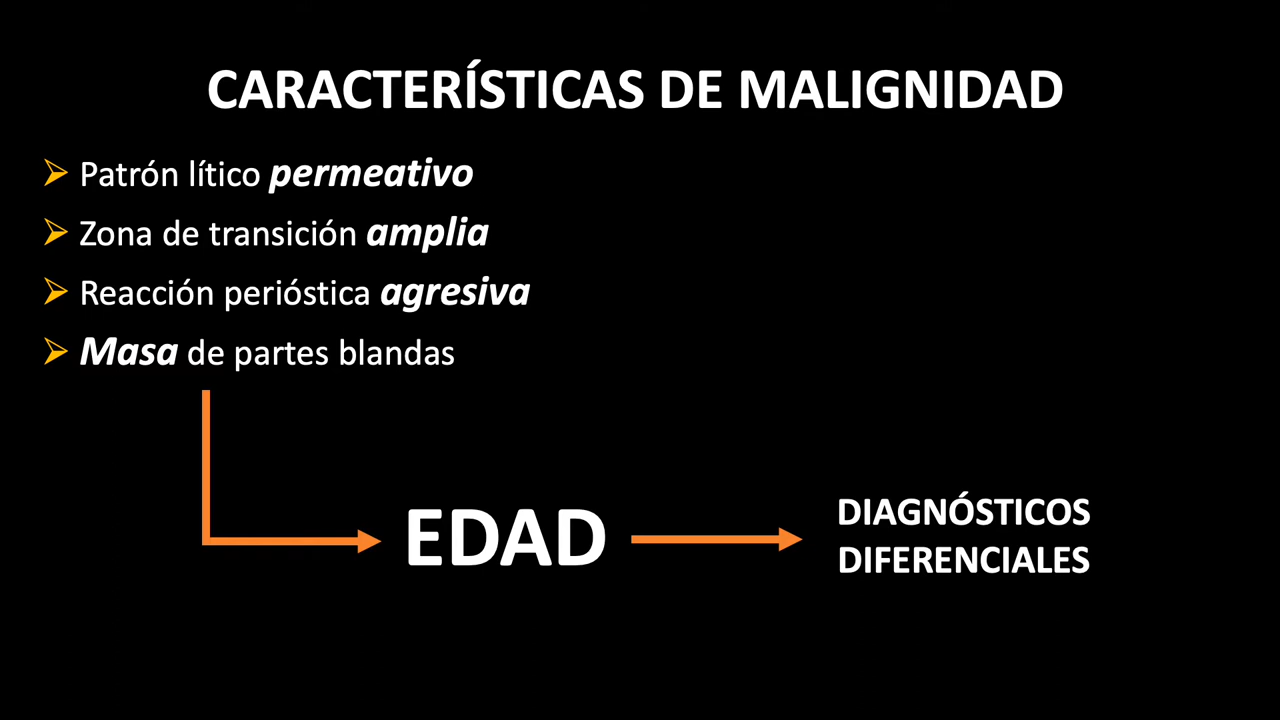 CARACTERÍSTICAS DE MALIGNIDAD
Patrón lítico permeativo
Zona de transición amplia
Reacción perióstica agresiva
Masa de partes blandas
EDAD
DIAGNÓSTICOS
DIFERENCIALES